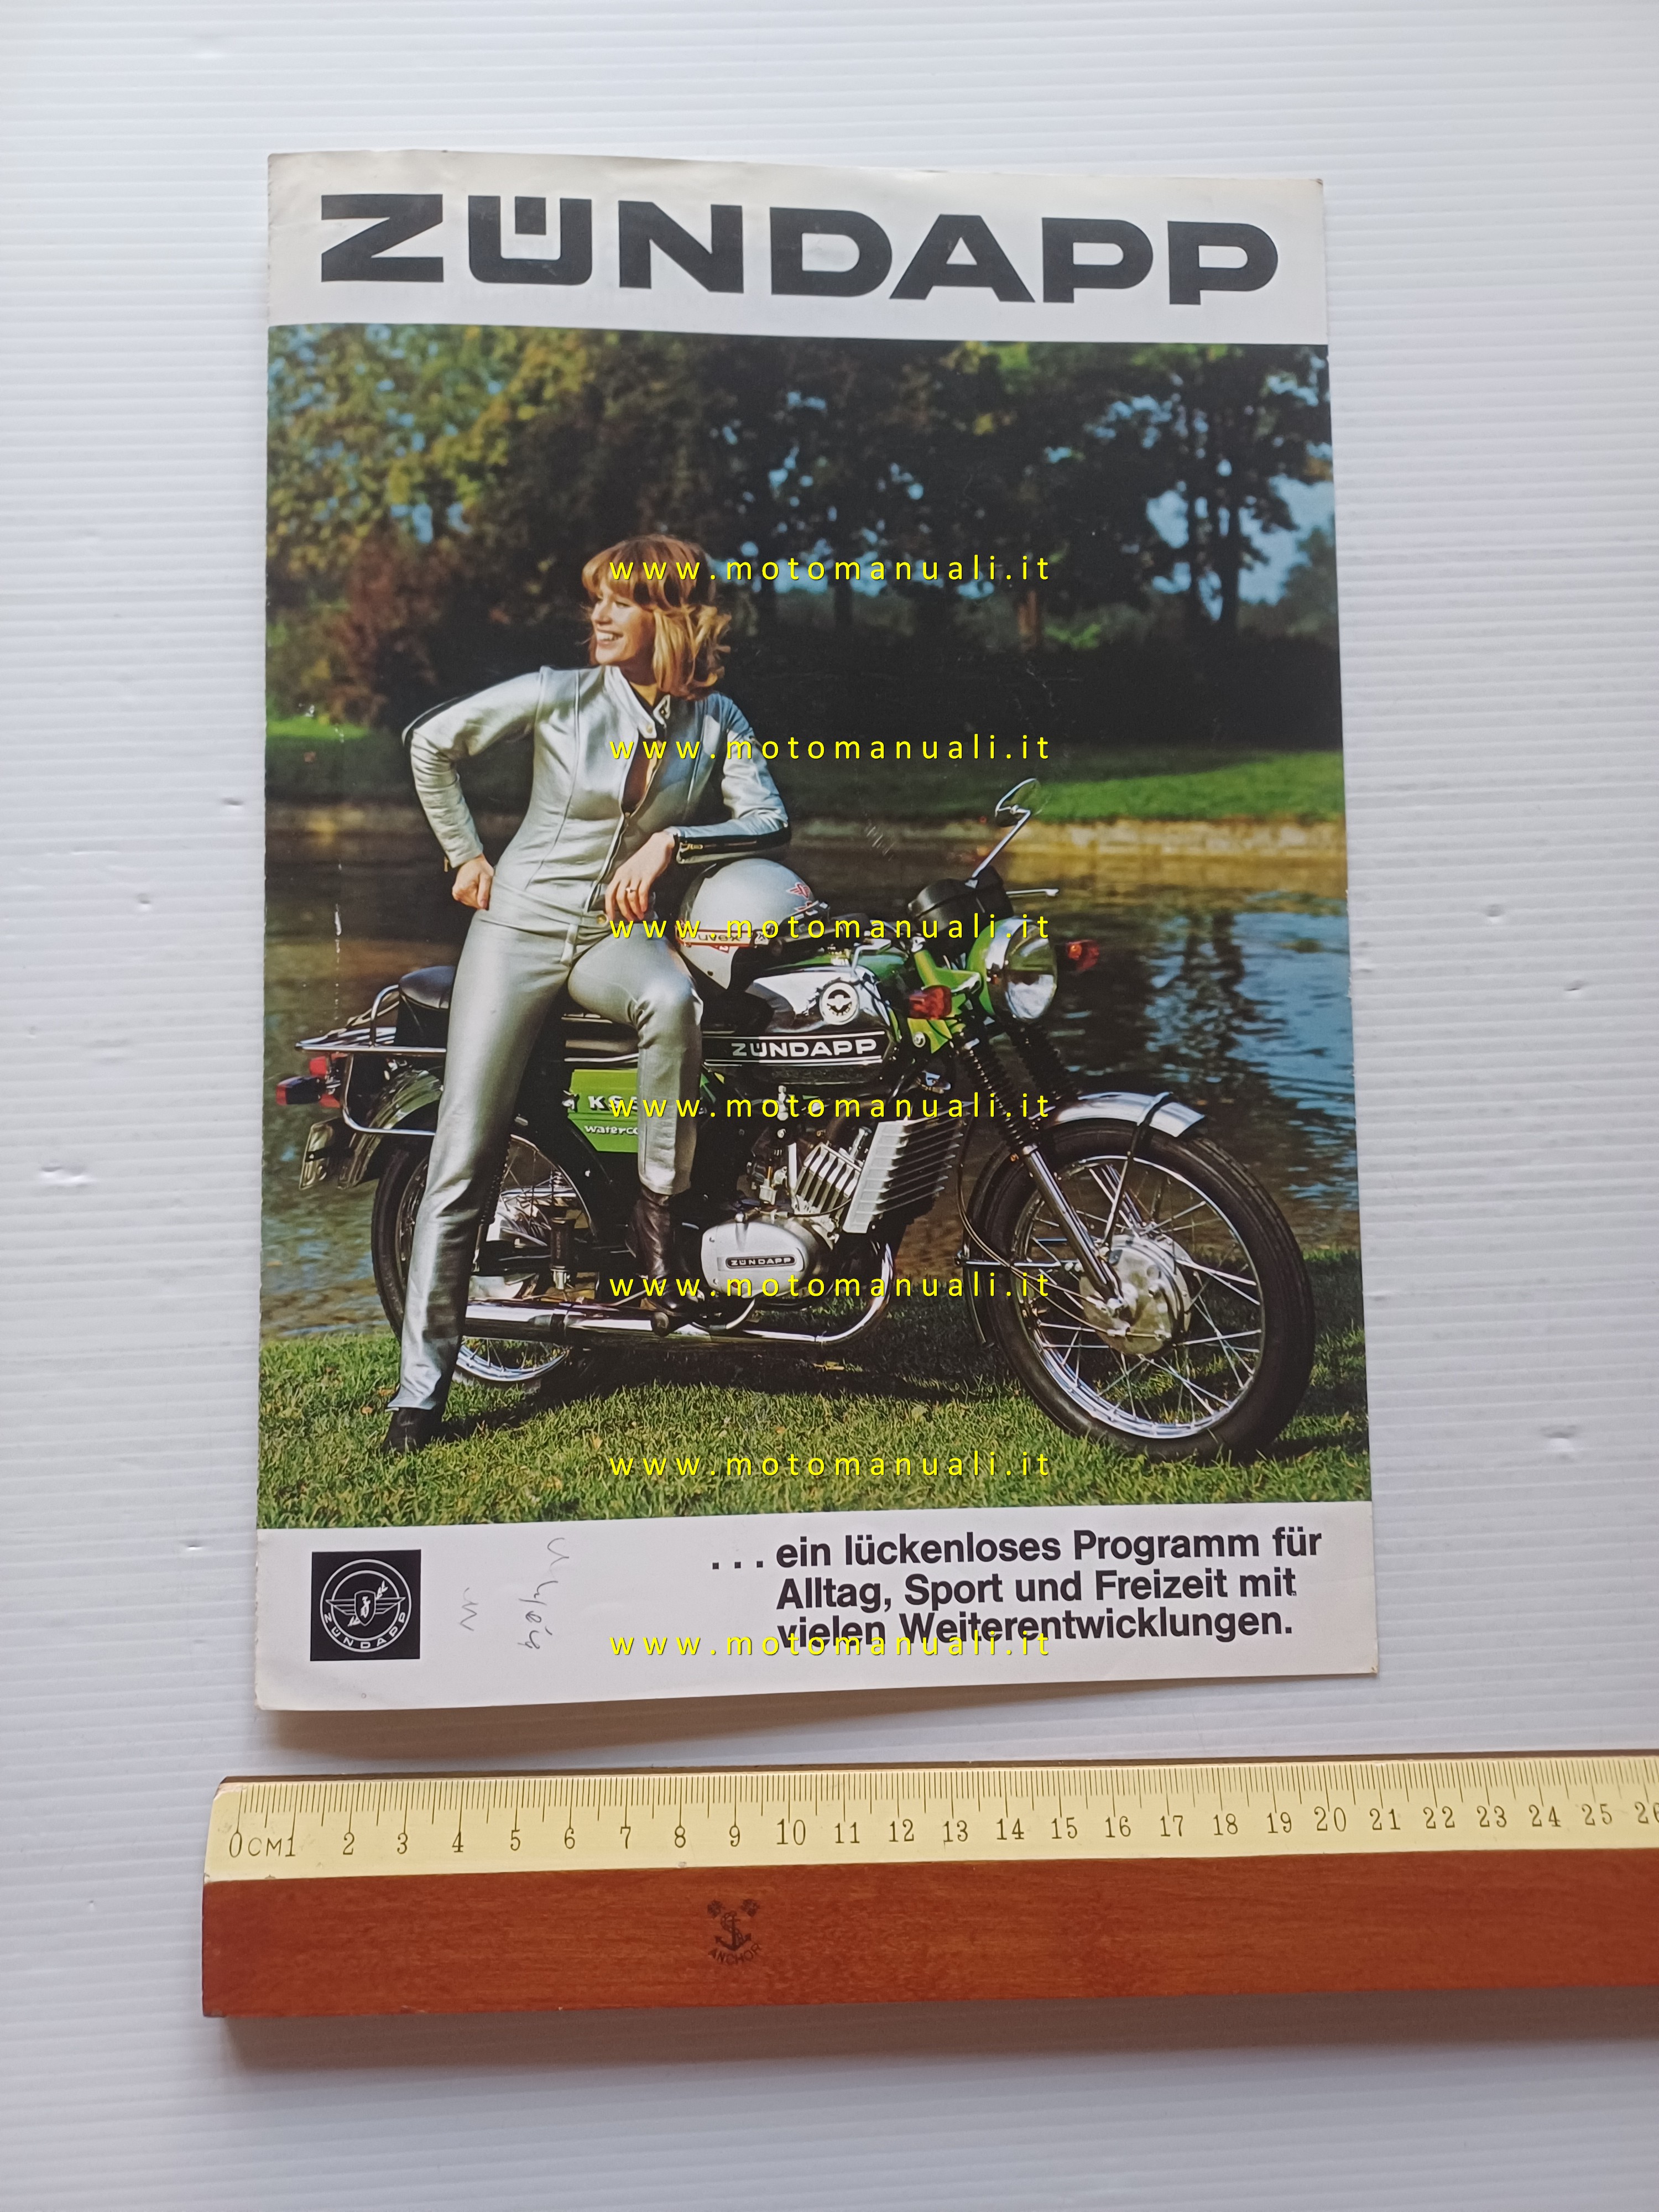 ZÜNDAPP
www.motomanuali.it
www.motomanuali.it
uvex
www.motomanuali.it
ZÜNDAPP
KS
www.motomanuali.it
ZÜNDAPP
www.motomanuali.it
www.motomanuali.it
... ein lückenloses Programm für
Alltag, Sport und Freizeit mit
vielen Weiterentwicklungen.
www.motomanuali.it
ZÜNDAPP
0CM1 2 3 4 5 6 7 8 9 10 11 12 13 14 15 16 17 18 19 20 21 22 23 24 25 26
ANCHOR